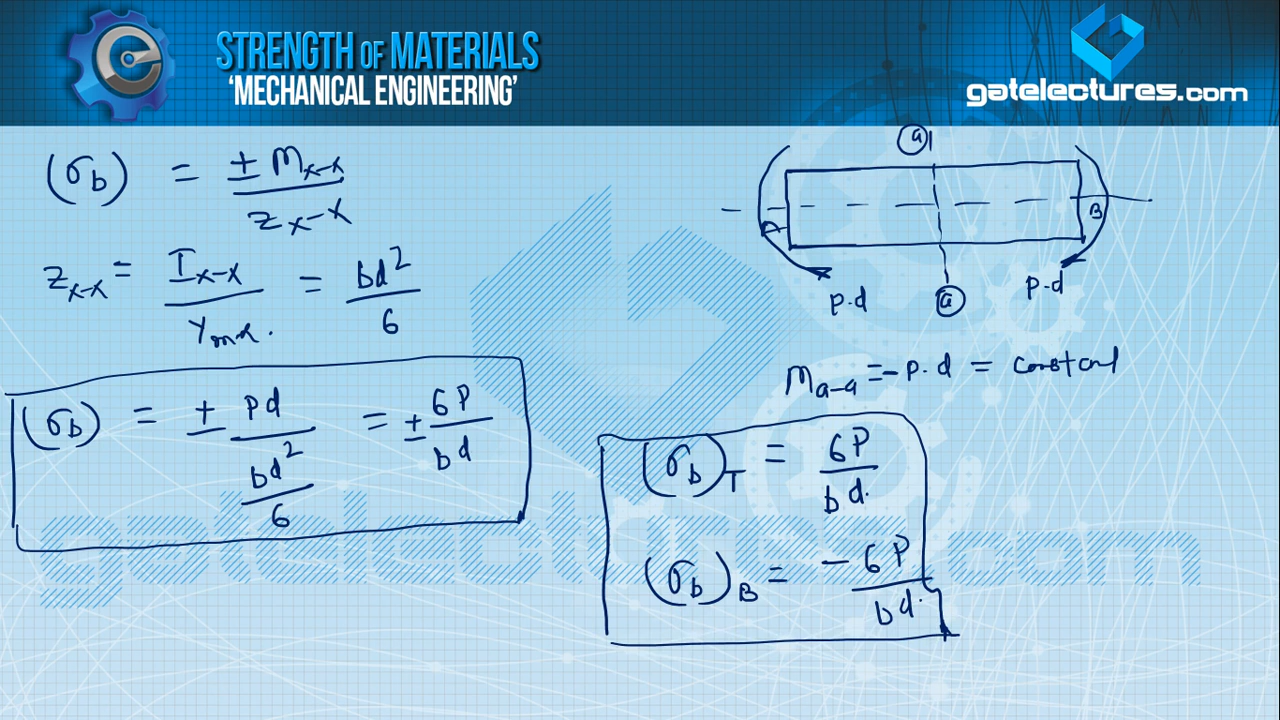 STRENGTH OF MATERIALS
'MECHANICAL ENGINEERING'
gatelectures.com
(σb) = ± Mx-x / Zx-x
Zx-x = Ix-x / Ymax. = bd² / 6
(σb) = ± Pd / (bd² / 6) = ± 6P / bd
a
A
B
P.d
a
P.d
Ma-a = - P.d = constant
(σb)T = 6P / bd.
(σb)B = - 6P / bd.
gatelectures.com